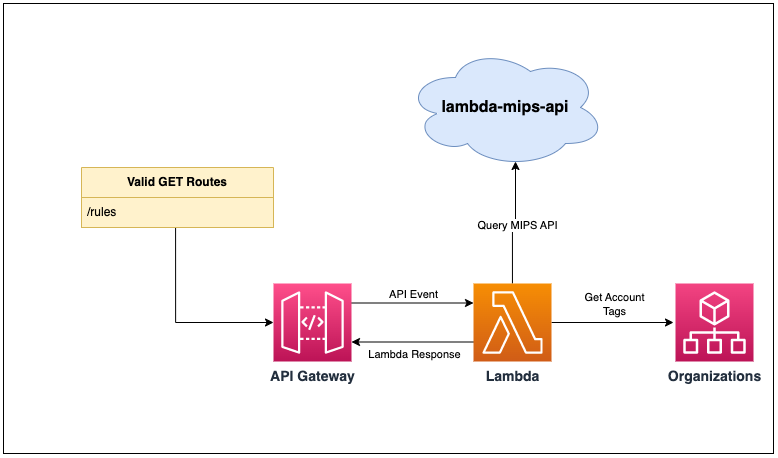 lambda-mips-api
Valid GET Routes
/rules
Query MIPS API
API Event
Get Account
Tags
</>
Lambda Response
API Gateway
Lambda
Organizations